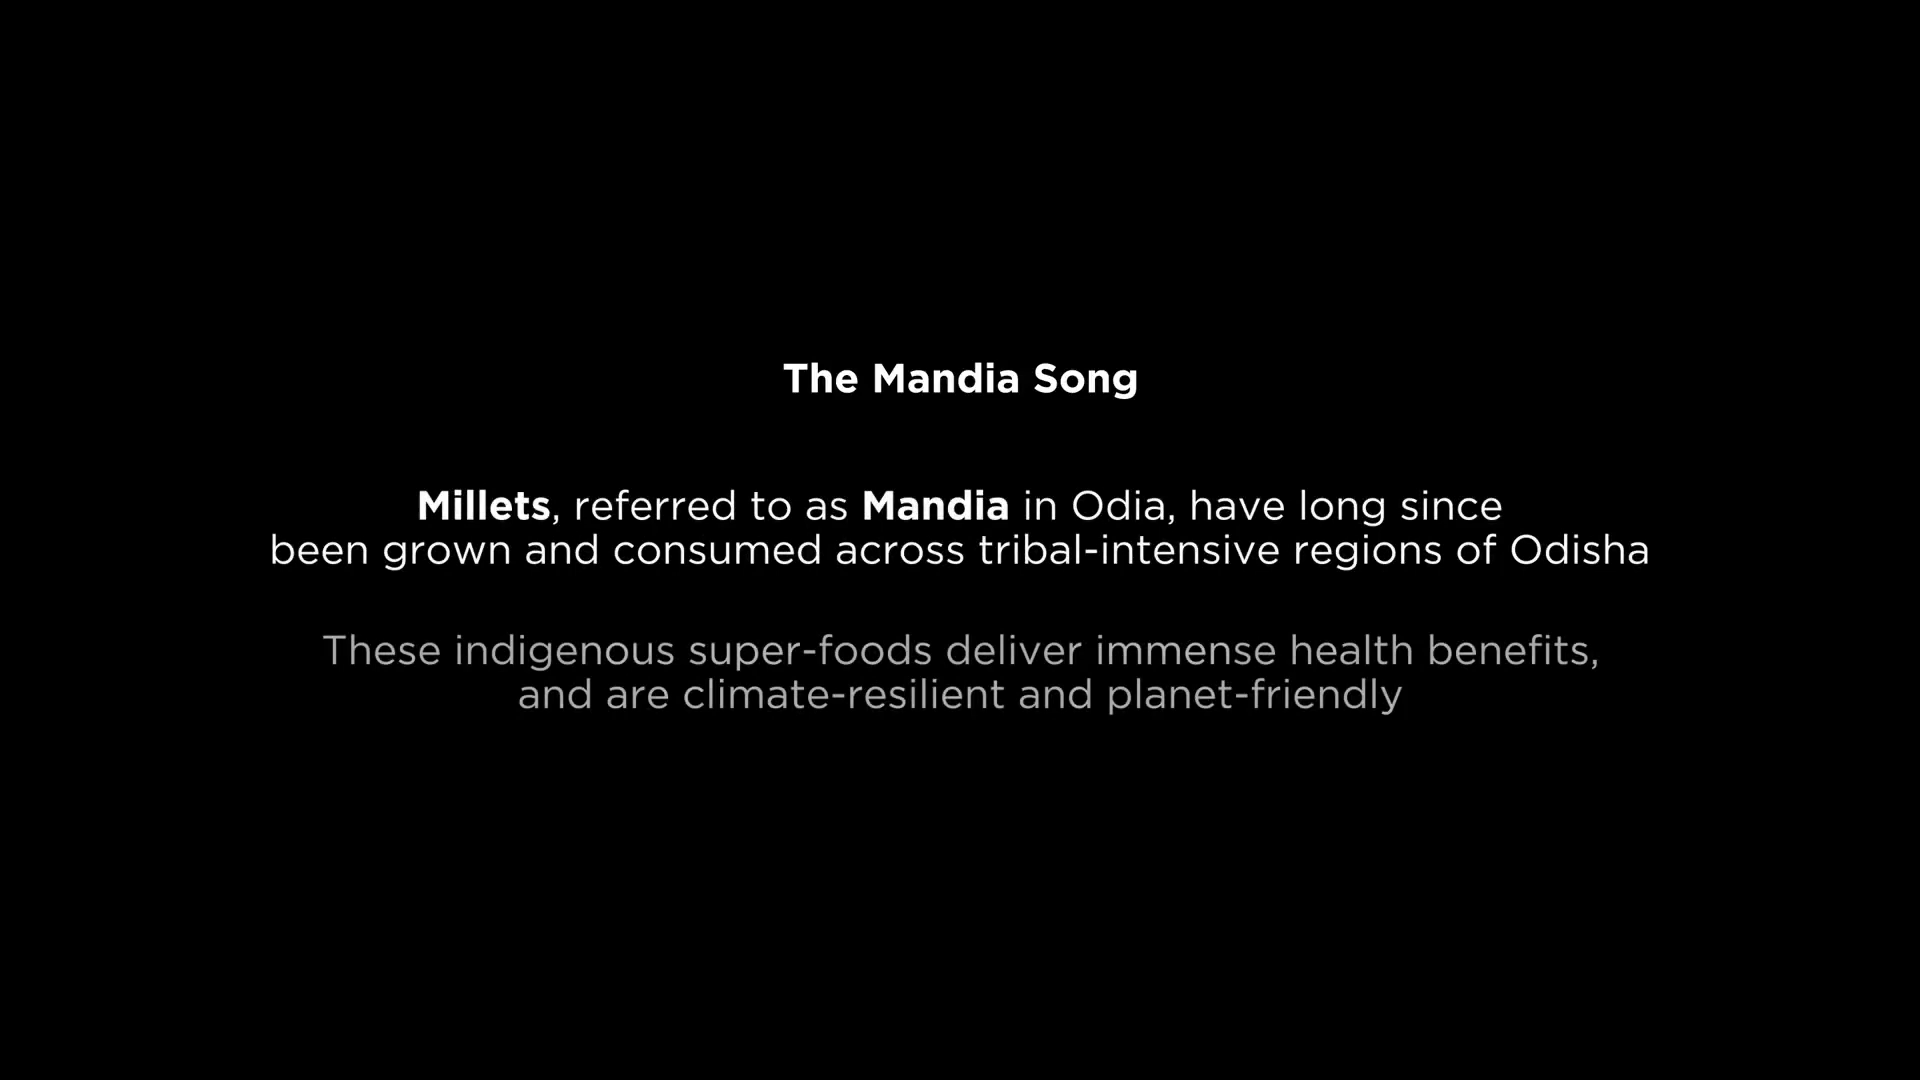 The Mandia Song
Millets, referred to as Mandia in Odia, have long since
been grown and consumed across tribal-intensive regions of Odisha
These indigenous super-foods deliver immense health benefits,
and are climate-resilient and planet-friendly